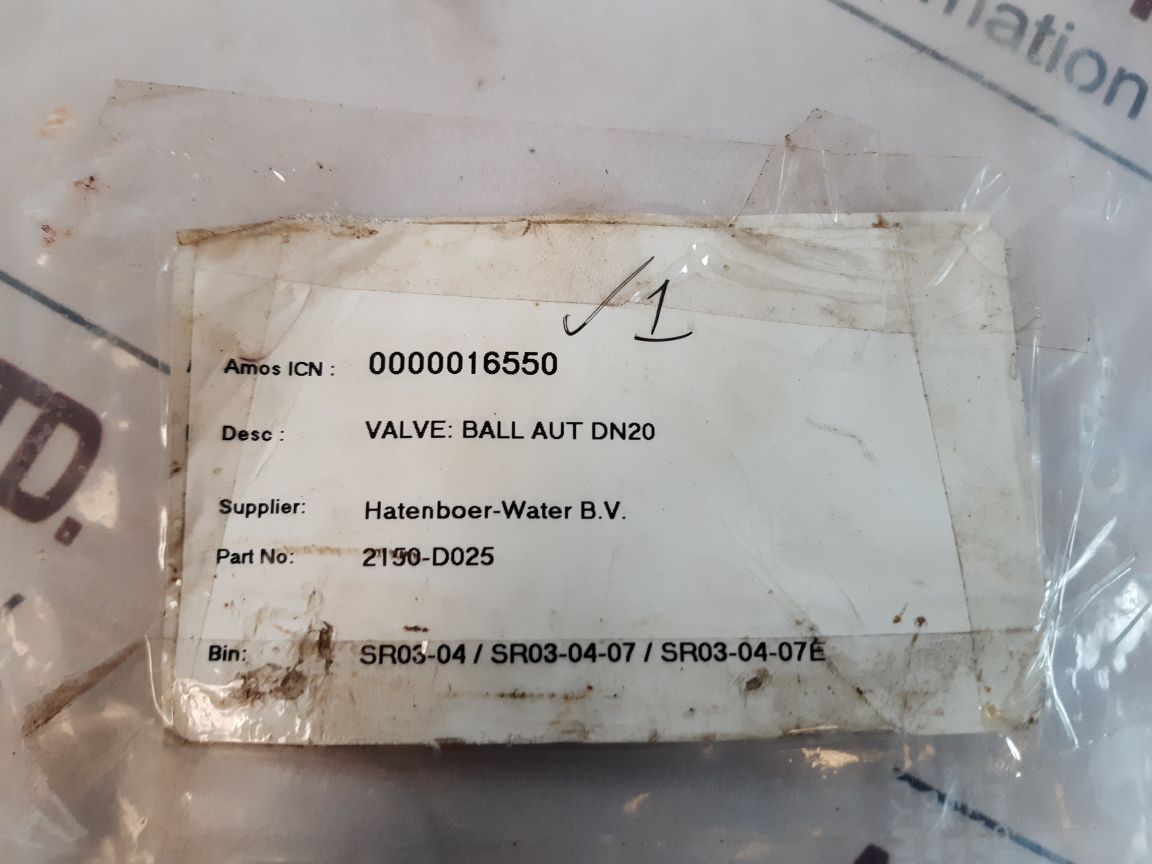 mation
TD.
✓ 1
Amos ICN : 0000016550
Desc : VALVE: BALL AUT DN20
Supplier: Hatenboer-Water B.V.
Part No: 2150-D025
Bin: SR03-04 / SR03-04-07 / SR03-04-07E